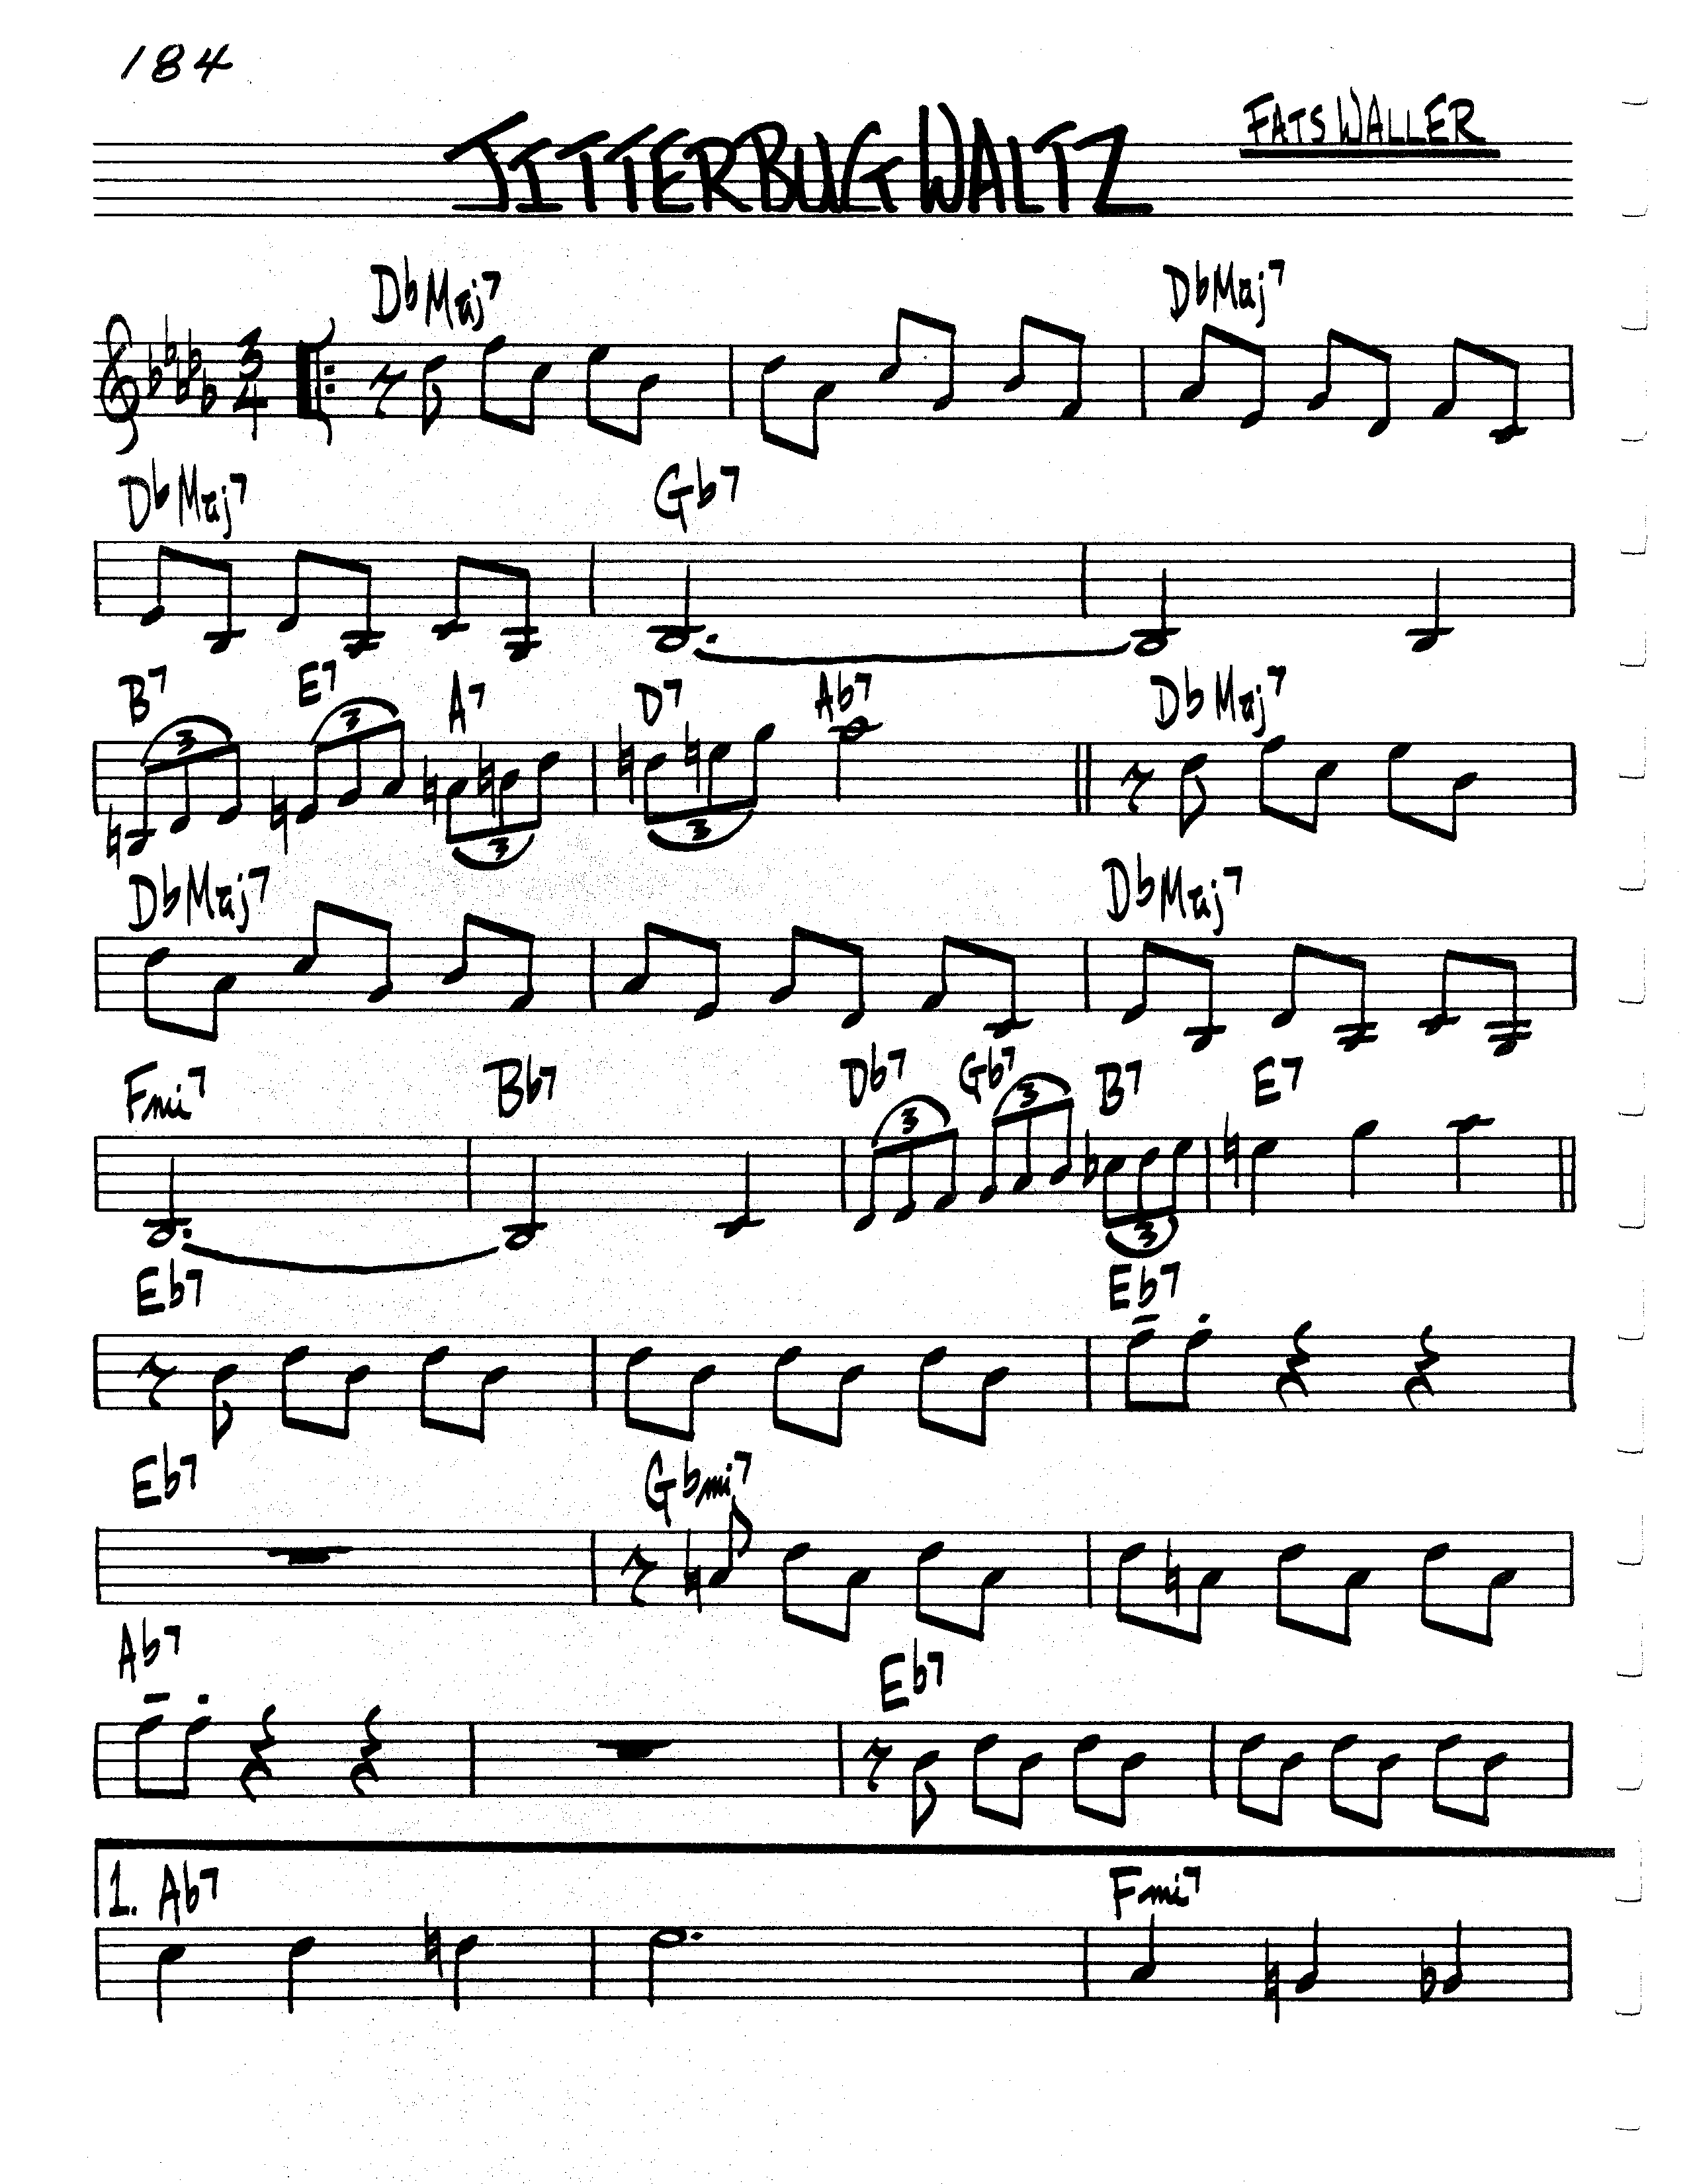 184
JITTERBUG WALTZ
FATS WALLER
DbMaj7 DbMaj7
3
4
DbMaj7 Gb7
B7 E7 A7 D7 Ab7 DbMaj7
3 3 3 3
DbMaj7 DbMaj7
Fmi7 Bb7 Db7 Gb7 B7 E7
3 3 3
Eb7 Eb7
Eb7 Gbmi7
Ab7 Eb7
1. Ab7 Fmi7